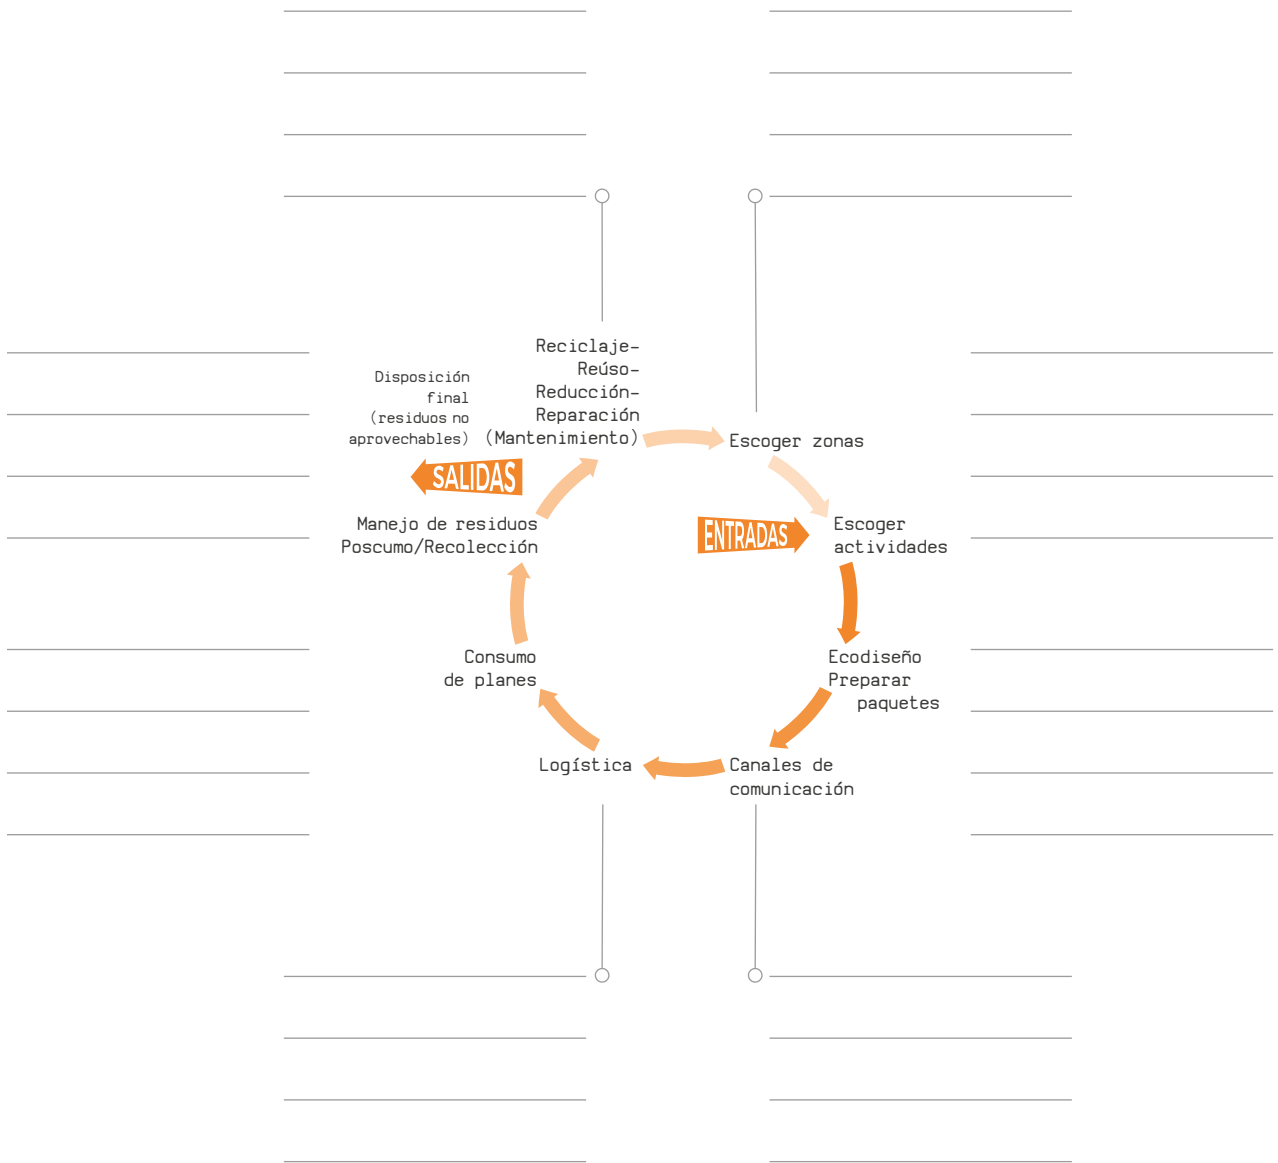 Reciclaje-
Reúso-
Reducción-
Reparación
(Mantenimiento)
Disposición
final
(residuos no
aprovechables)
SALIDAS
Escoger zonas
ENTRADAS
Escoger
actividades
Manejo de residuos
Poscumo/Recolección
Consumo
de planes
Ecodiseño
Preparar
paquetes
Logística
Canales de
comunicación